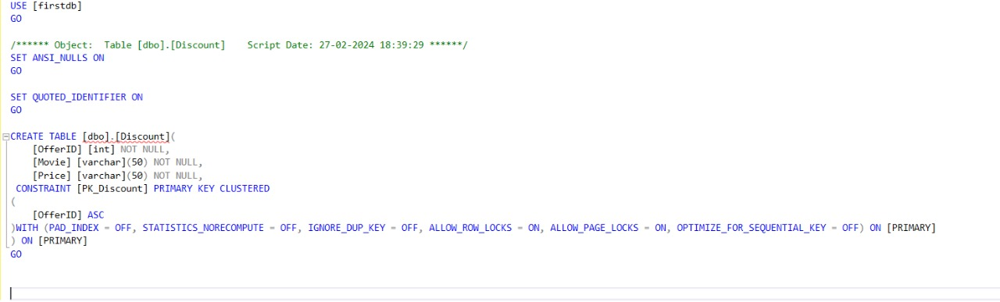 USE [firstdb]
GO
/****** Object:  Table [dbo].[Discount]    Script Date: 27-02-2024 18:39:29 ******/
SET ANSI_NULLS ON
GO
SET QUOTED_IDENTIFIER ON
GO
CREATE TABLE [dbo].[Discount](
[OfferID] [int] NOT NULL,
[Movie] [varchar](50) NOT NULL,
[Price] [varchar](50) NOT NULL,
CONSTRAINT [PK_Discount] PRIMARY KEY CLUSTERED
(
[OfferID] ASC
)WITH (PAD_INDEX = OFF, STATISTICS_NORECOMPUTE = OFF, IGNORE_DUP_KEY = OFF, ALLOW_ROW_LOCKS = ON, ALLOW_PAGE_LOCKS = ON, OPTIMIZE_FOR_SEQUENTIAL_KEY = OFF) ON [PRIMARY]
) ON [PRIMARY]
GO